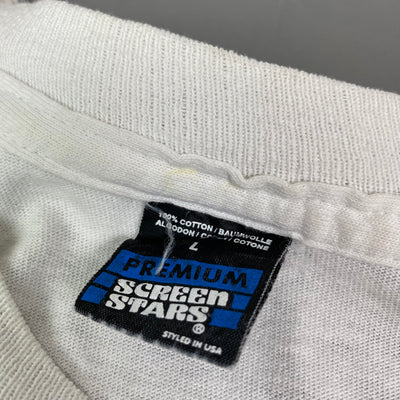 100% COTTON/BAUMWOLLE
ALGODON/COTON/COTONE
L
PREMIUM
SCREEN
STARS®
STYLED IN USA